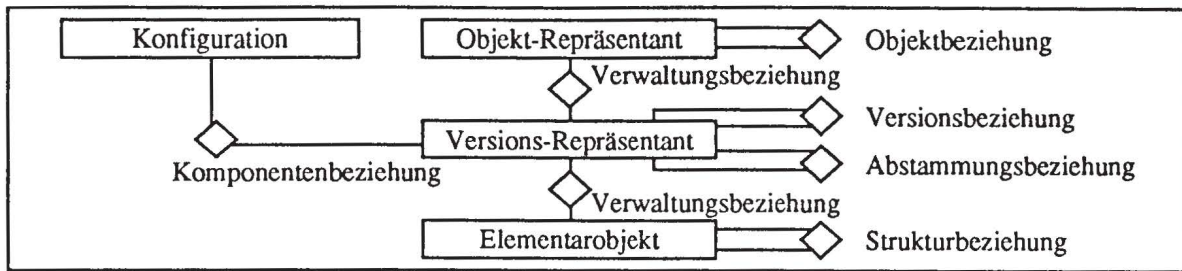 Konfiguration
Objekt-Repräsentant
Objektbeziehung
Verwaltungsbeziehung
Versions-Repräsentant
Versionsbeziehung
Komponentenbeziehung
Abstammungsbeziehung
Verwaltungsbeziehung
Elementarobjekt
Strukturbeziehung